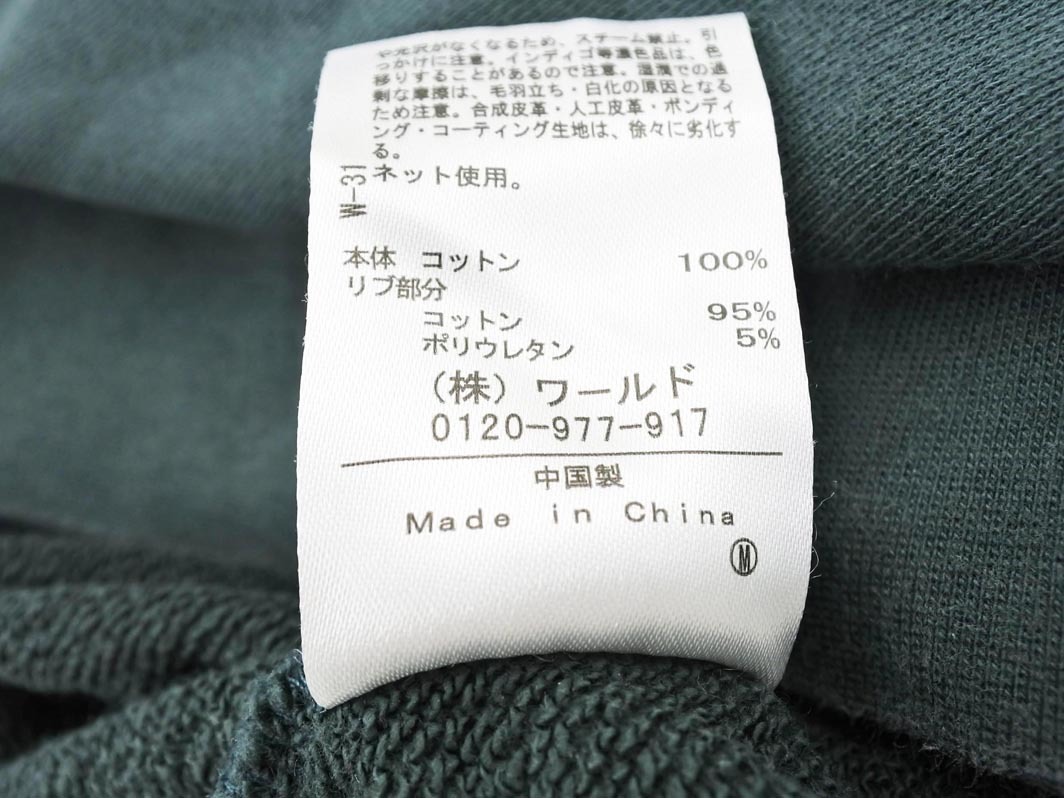 や光沢がなくなるため、スチーム禁止。引
っかけに注意。インディゴ等濃色品は、色
移りすることがあるので注意。湿潤での過
剰な摩擦は、毛羽立ち・白化の原因となる
ため注意。合成皮革・人工皮革・ボンディ
ング・コーティング生地は、徐々に劣化す
る。
W-31
ネット使用。
本体 コットン 100%
リブ部分
コットン 95%
ポリウレタン 5%
(株) ワールド
0120-977-917
中国製
Made in China
Ⓜ